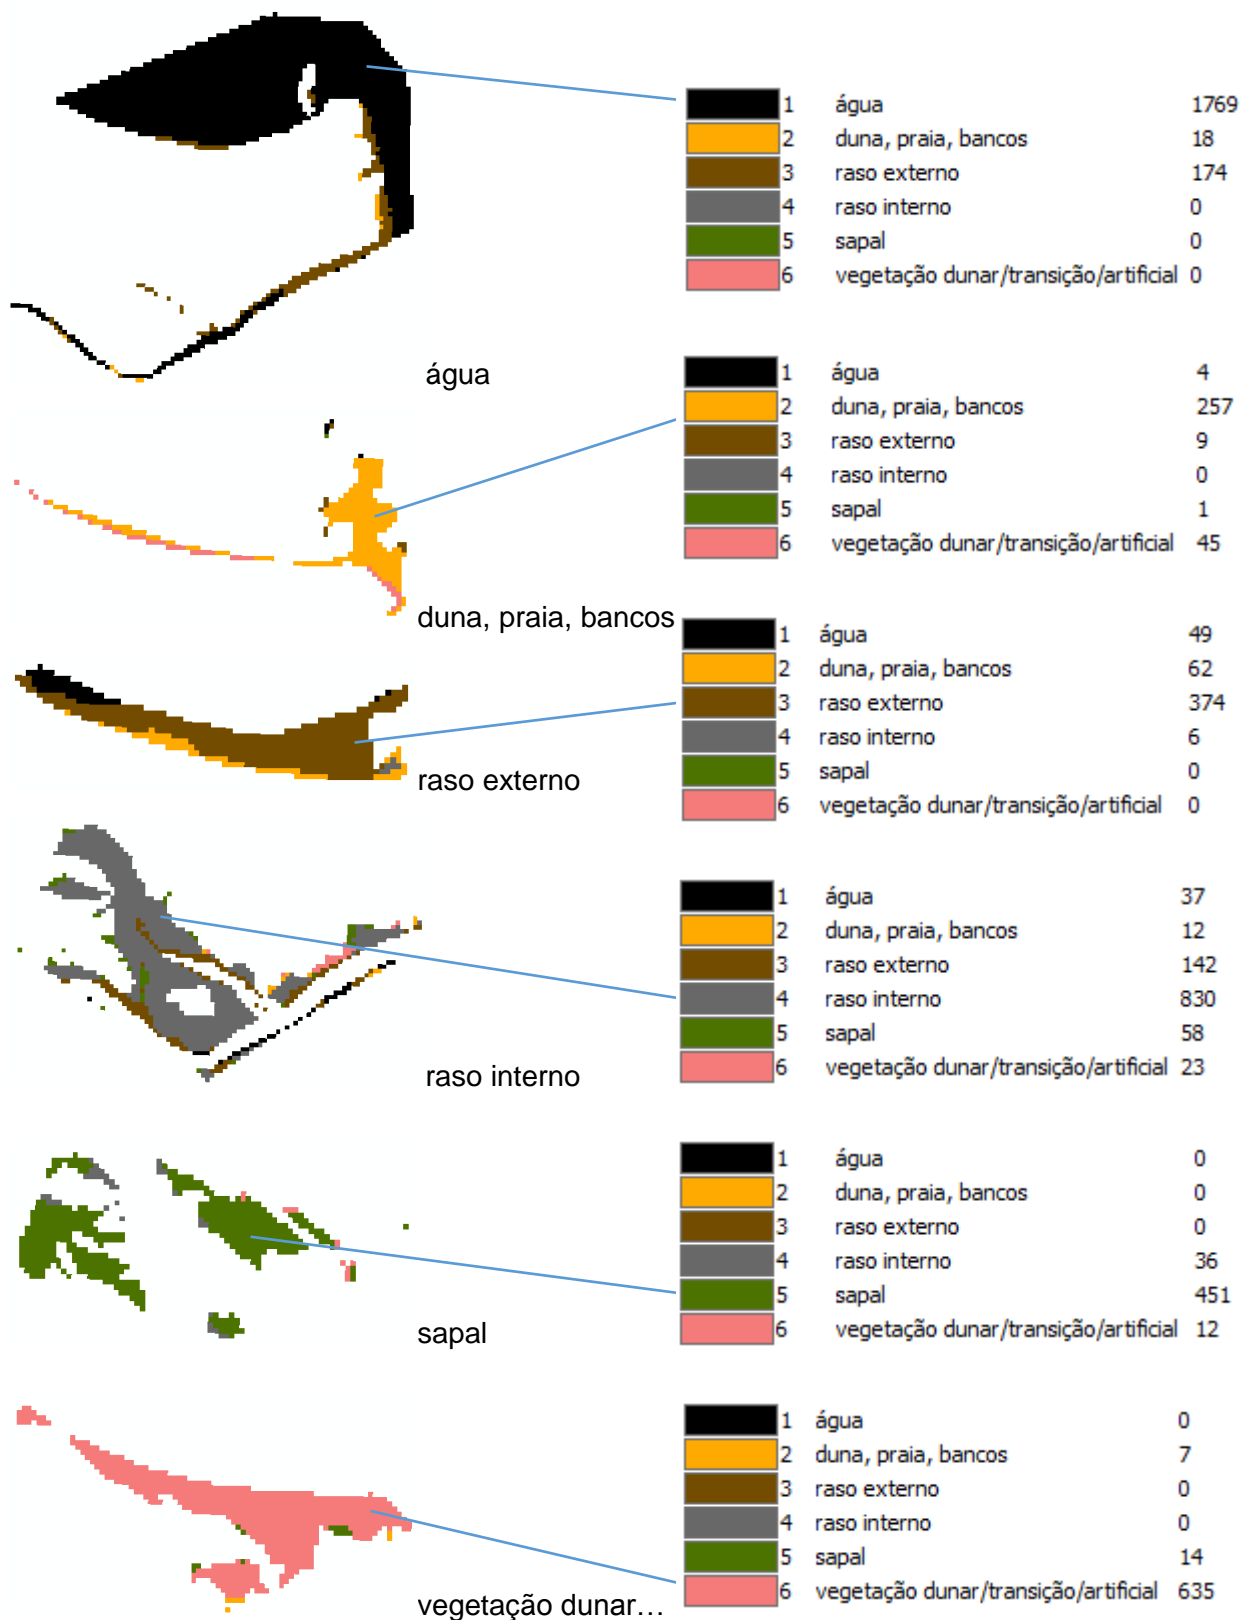 1 água 1769
2 duna, praia, bancos 18
3 raso externo 174
4 raso interno 0
5 sapal 0
6 vegetação dunar/transição/artificial 0
água
1 água 4
2 duna, praia, bancos 257
3 raso externo 9
4 raso interno 0
5 sapal 1
6 vegetação dunar/transição/artificial 45
duna, praia, bancos
1 água 49
2 duna, praia, bancos 62
3 raso externo 374
4 raso interno 6
5 sapal 0
6 vegetação dunar/transição/artificial 0
raso externo
1 água 37
2 duna, praia, bancos 12
3 raso externo 142
4 raso interno 830
5 sapal 58
6 vegetação dunar/transição/artificial 23
raso interno
1 água 0
2 duna, praia, bancos 0
3 raso externo 0
4 raso interno 36
5 sapal 451
6 vegetação dunar/transição/artificial 12
sapal
1 água 0
2 duna, praia, bancos 7
3 raso externo 0
4 raso interno 0
5 sapal 14
6 vegetação dunar/transição/artificial 635
vegetação dunar…